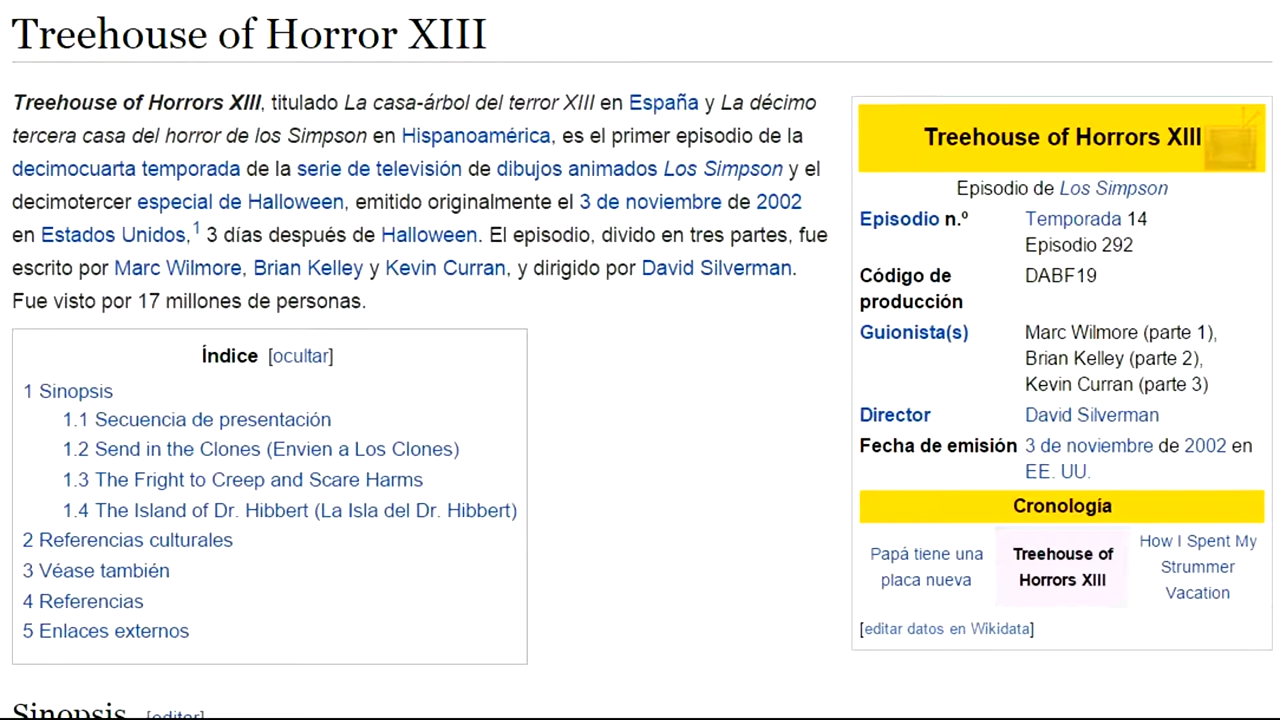 Treehouse of Horror XIII
Treehouse of Horrors XIII, titulado La casa-árbol del terror XIII en España y La décimo
tercera casa del horror de los Simpson en Hispanoamérica, es el primer episodio de la
decimocuarta temporada de la serie de televisión de dibujos animados Los Simpson y el
decimotercer especial de Halloween, emitido originalmente el 3 de noviembre de 2002
en Estados Unidos,1 3 días después de Halloween. El episodio, divido en tres partes, fue
escrito por Marc Wilmore, Brian Kelley y Kevin Curran, y dirigido por David Silverman.
Fue visto por 17 millones de personas.
Índice [ocultar]
1 Sinopsis
1.1 Secuencia de presentación
1.2 Send in the Clones (Envien a Los Clones)
1.3 The Fright to Creep and Scare Harms
1.4 The Island of Dr. Hibbert (La Isla del Dr. Hibbert)
2 Referencias culturales
3 Véase también
4 Referencias
5 Enlaces externos
Treehouse of Horrors XIII
Episodio de Los Simpson
Episodio n.º Temporada 14
Episodio 292
Código de DABF19
producción
Guionista(s) Marc Wilmore (parte 1),
Brian Kelley (parte 2),
Kevin Curran (parte 3)
Director David Silverman
Fecha de emisión 3 de noviembre de 2002 en
EE. UU.
Cronología
Papá tiene una
placa nueva
Treehouse of
Horrors XIII
How I Spent My
Strummer
Vacation
[editar datos en Wikidata]
Sinopsis [editar]